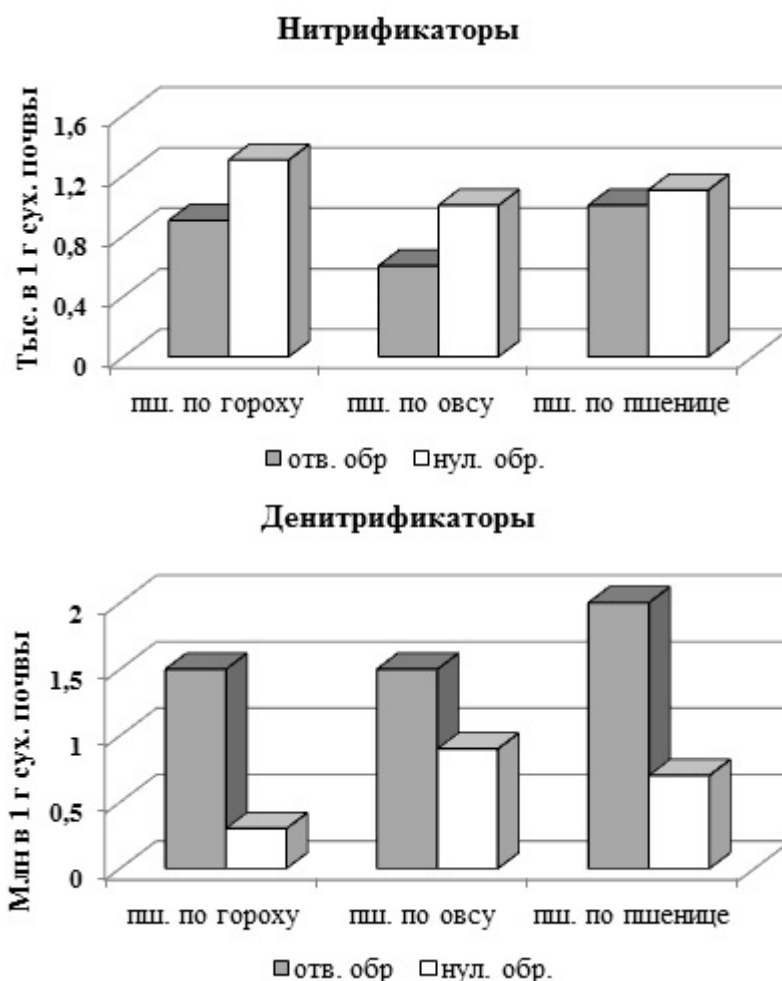 Нитрификаторы
Тыс. в 1 г сух. почвы
1,6
1,2
0,8
0,4
0
пш. по гороху пш. по овсу пш. по пшенице
отв. обр нул. обр.
Денитрификаторы
Млн в 1 г сух. почвы
2
1,5
1
0,5
0
пш. по гороху пш. по овсу пш. по пшенице
отв. обр нул. обр.